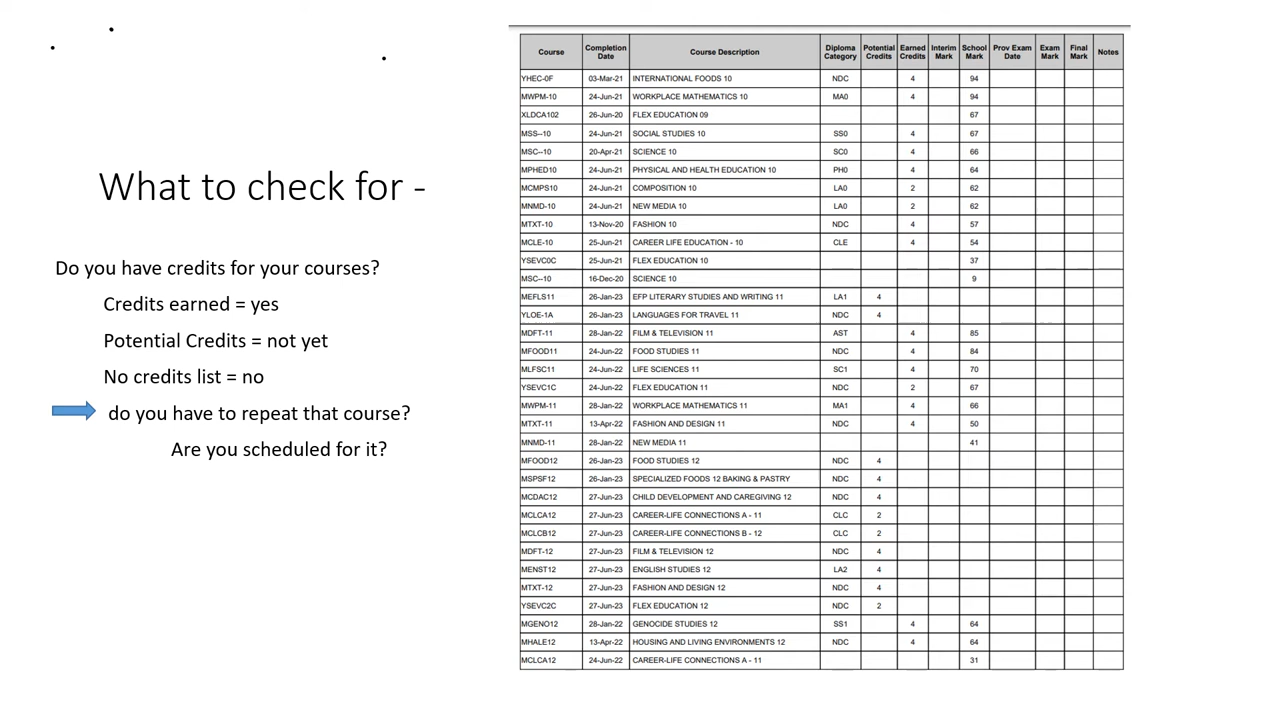 What to check for -
Do you have credits for your courses?
Credits earned = yes
Potential Credits = not yet
No credits list = no
do you have to repeat that course?
Are you scheduled for it?
Course Completion Date Course Description Diploma Category Potential Credits Earned Credits Interim Mark School Mark Prov Exam Date Exam Mark Final Mark Notes
YHEC-0F 03-Mar-21 INTERNATIONAL FOODS 10 NDC 4 94
MWPM-10 24-Jun-21 WORKPLACE MATHEMATICS 10 MA0 4 94
XLDCA102 26-Jun-20 FLEX EDUCATION 09 67
MSS--10 24-Jun-21 SOCIAL STUDIES 10 SS0 4 67
MSC--10 20-Apr-21 SCIENCE 10 SC0 4 66
MPHED10 24-Jun-21 PHYSICAL AND HEALTH EDUCATION 10 PH0 4 64
MCMPS10 24-Jun-21 COMPOSITION 10 LA0 2 62
MNMD-10 24-Jun-21 NEW MEDIA 10 LA0 2 62
MTXT-10 13-Nov-20 FASHION 10 NDC 4 57
MCLE-10 25-Jun-21 CAREER LIFE EDUCATION - 10 CLE 4 54
YSEVC0C 25-Jun-21 FLEX EDUCATION 10 37
MSC--10 16-Dec-20 SCIENCE 10 9
MEFLS11 26-Jan-23 EFP LITERARY STUDIES AND WRITING 11 LA1 4
YLOE-1A 26-Jan-23 LANGUAGES FOR TRAVEL 11 NDC 4
MDFT-11 28-Jan-22 FILM & TELEVISION 11 AST 4 85
MFOOD11 24-Jun-22 FOOD STUDIES 11 NDC 4 84
MLFSC11 24-Jun-22 LIFE SCIENCES 11 SC1 4 70
YSEVC1C 24-Jun-22 FLEX EDUCATION 11 NDC 2 67
MWPM-11 28-Jan-22 WORKPLACE MATHEMATICS 11 MA1 4 66
MTXT-11 13-Apr-22 FASHION AND DESIGN 11 NDC 4 50
MNMD-11 28-Jan-22 NEW MEDIA 11 41
MFOOD12 26-Jan-23 FOOD STUDIES 12 NDC 4
MSPSF12 26-Jan-23 SPECIALIZED FOODS 12 BAKING & PASTRY NDC 4
MCDAC12 27-Jun-23 CHILD DEVELOPMENT AND CAREGIVING 12 NDC 4
MCLCA12 27-Jun-23 CAREER-LIFE CONNECTIONS A - 11 CLC 2
MCLCB12 27-Jun-23 CAREER-LIFE CONNECTIONS B - 12 CLC 2
MDFT-12 27-Jun-23 FILM & TELEVISION 12 NDC 4
MENST12 27-Jun-23 ENGLISH STUDIES 12 LA2 4
MTXT-12 27-Jun-23 FASHION AND DESIGN 12 NDC 4
YSEVC2C 27-Jun-23 FLEX EDUCATION 12 NDC 2
MGENO12 28-Jan-22 GENOCIDE STUDIES 12 SS1 4 64
MHALE12 13-Apr-22 HOUSING AND LIVING ENVIRONMENTS 12 NDC 4 64
MCLCA12 24-Jun-22 CAREER-LIFE CONNECTIONS A - 11 31